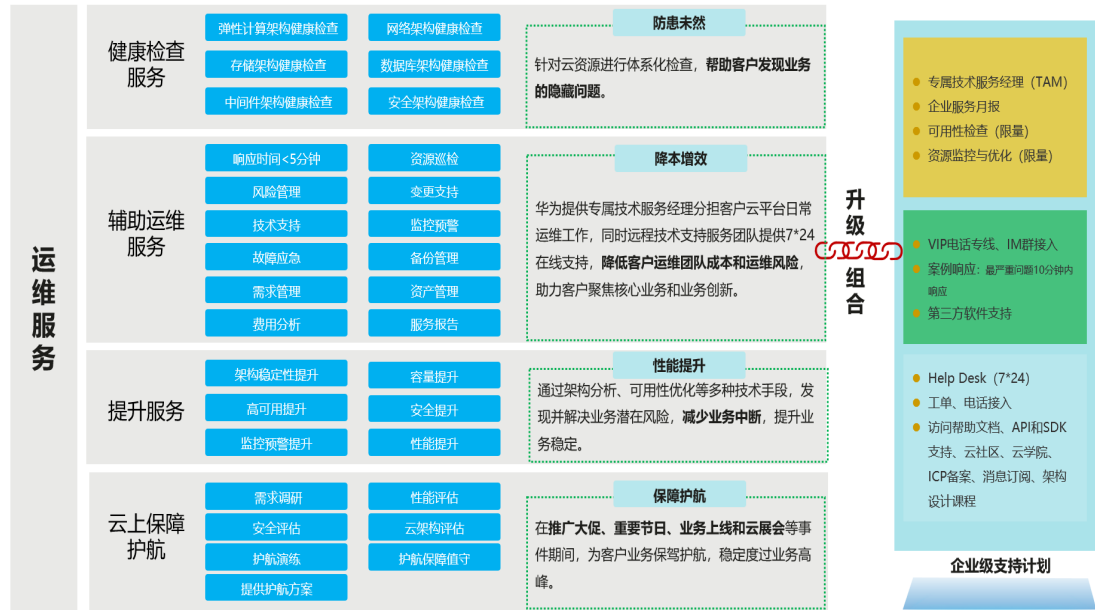 运维服务
健康检查
服务
弹性计算架构健康检查
网络架构健康检查
存储架构健康检查
数据库架构健康检查
中间件架构健康检查
安全架构健康检查
防患未然
针对云资源进行体系化检查，帮助客户发现业务
的隐藏问题。
辅助运维
服务
响应时间<5分钟
资源巡检
风险管理
变更支持
技术支持
监控预警
故障应急
备份管理
需求管理
资产管理
费用分析
服务报告
降本增效
华为提供专属技术服务经理分担客户云平台日常
运维工作，同时远程技术支持服务团队提供7*24
在线支持，降低客户运维团队成本和运维风险，
助力客户聚焦核心业务和业务创新。
提升服务
架构稳定性提升
容量提升
高可用提升
安全提升
监控预警提升
性能提升
性能提升
通过架构分析、可用性优化等多种技术手段，发
现并解决业务潜在风险，减少业务中断，提升业
务稳定。
云上保障
护航
需求调研
性能评估
安全评估
云架构评估
护航演练
护航保障值守
提供护航方案
保障护航
在推广大促、重要节日、业务上线和云展会等事
件期间，为客户业务保驾护航，稳定度过业务高
峰。
升级
组合
专属技术服务经理（TAM）
企业服务月报
可用性检查（限量）
资源监控与优化（限量）
VIP电话专线、IM群接入
案例响应：最严重问题10分钟内
响应
第三方软件支持
Help Desk（7*24）
工单、电话接入
访问帮助文档、API和SDK
支持、云社区、云学院、
ICP备案、消息订阅、架构
设计课程
企业级支持计划